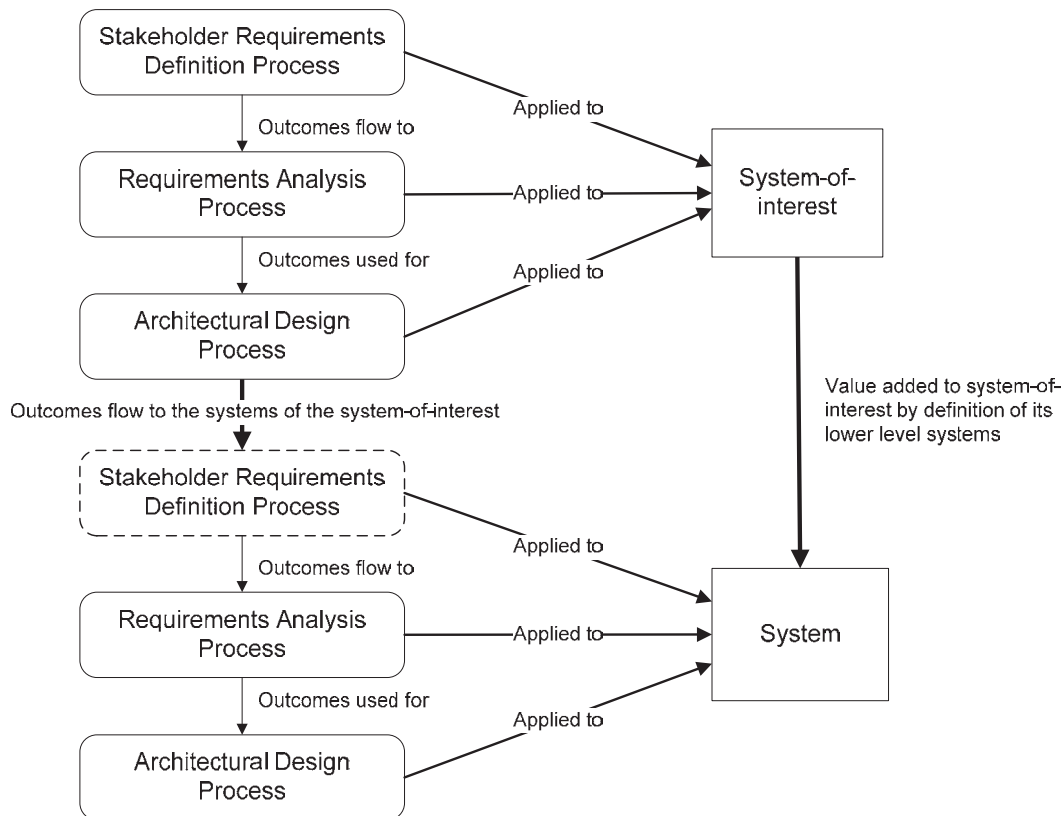 Stakeholder Requirements
Definition Process
Applied to
Outcomes flow to
Requirements Analysis
Process
Applied to
System-of-
interest
Outcomes used for
Applied to
Architectural Design
Process
Outcomes flow to the systems of the system-of-interest
Value added to system-of-
interest by definition of its
lower level systems
Stakeholder Requirements
Definition Process
Applied to
Outcomes flow to
Requirements Analysis
Process
Applied to
System
Outcomes used for
Applied to
Architectural Design
Process